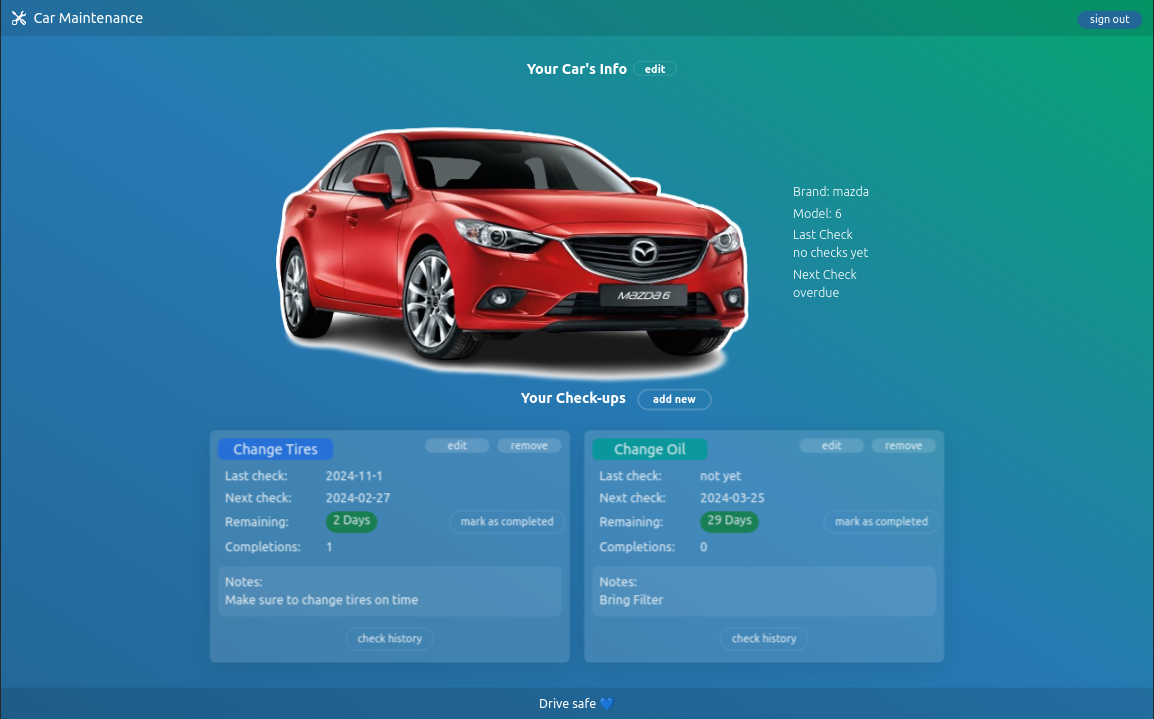 Car Maintenance
sign out
Your Car's Info
edit
MAZDA 6
Brand: mazda
Model: 6
Last Check
no checks yet
Next Check
overdue
Your Check-ups
add new
Change Tires
edit
remove
Last check: 2024-11-1
Next check: 2024-02-27
Remaining: 2 Days
mark as completed
Completions: 1
Notes:
Make sure to change tires on time
check history
Change Oil
edit
remove
Last check: not yet
Next check: 2024-03-25
Remaining: 29 Days
mark as completed
Completions: 0
Notes:
Bring Filter
check history
Drive safe 💙